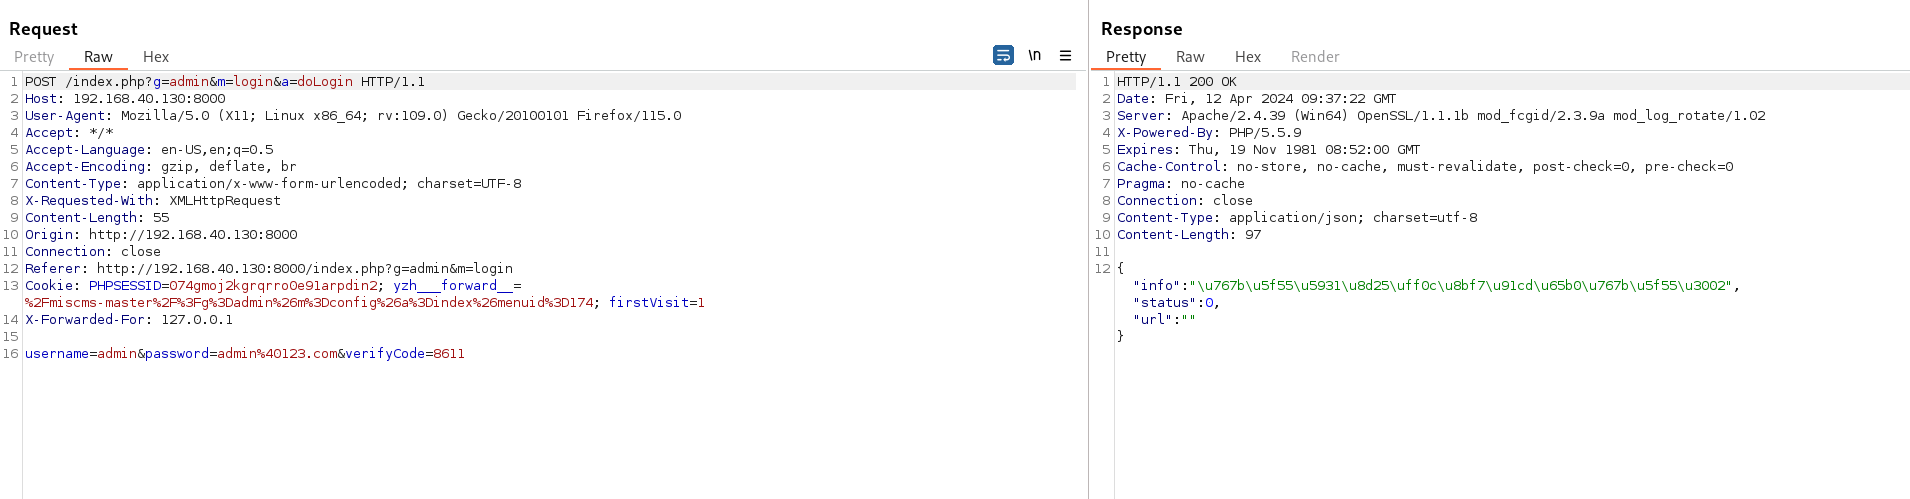 Request
Pretty Raw Hex \n
1 POST /index.php?g=admin&m=login&a=doLogin HTTP/1.1
2 Host: 192.168.40.130:8000
3 User-Agent: Mozilla/5.0 (X11; Linux x86_64; rv:109.0) Gecko/20100101 Firefox/115.0
4 Accept: */*
5 Accept-Language: en-US,en;q=0.5
6 Accept-Encoding: gzip, deflate, br
7 Content-Type: application/x-www-form-urlencoded; charset=UTF-8
8 X-Requested-With: XMLHttpRequest
9 Content-Length: 55
10 Origin: http://192.168.40.130:8000
11 Connection: close
12 Referer: http://192.168.40.130:8000/index.php?g=admin&m=login
13 Cookie: PHPSESSID=074gmoj2kgrqrro0e91arpdin2; yzh___forward__=
%2Fmiscms-master%2F%3Fg%3Dadmin%26m%3Dconfig%26a%3Dindex%26menuid%3D174; firstVisit=1
14 X-Forwarded-For: 127.0.0.1
15
16 username=admin&password=admin%40123.com&verifyCode=8611
Response
Pretty Raw Hex Render
1 HTTP/1.1 200 OK
2 Date: Fri, 12 Apr 2024 09:37:22 GMT
3 Server: Apache/2.4.39 (Win64) OpenSSL/1.1.1b mod_fcgid/2.3.9a mod_log_rotate/1.02
4 X-Powered-By: PHP/5.5.9
5 Expires: Thu, 19 Nov 1981 08:52:00 GMT
6 Cache-Control: no-store, no-cache, must-revalidate, post-check=0, pre-check=0
7 Pragma: no-cache
8 Connection: close
9 Content-Type: application/json; charset=utf-8
10 Content-Length: 97
11
12 {
"info":"\u767b\u5f55\u5931\u8d25\uff0c\u8bf7\u91cd\u65b0\u767b\u5f55\u3002",
"status":0,
"url":""
}